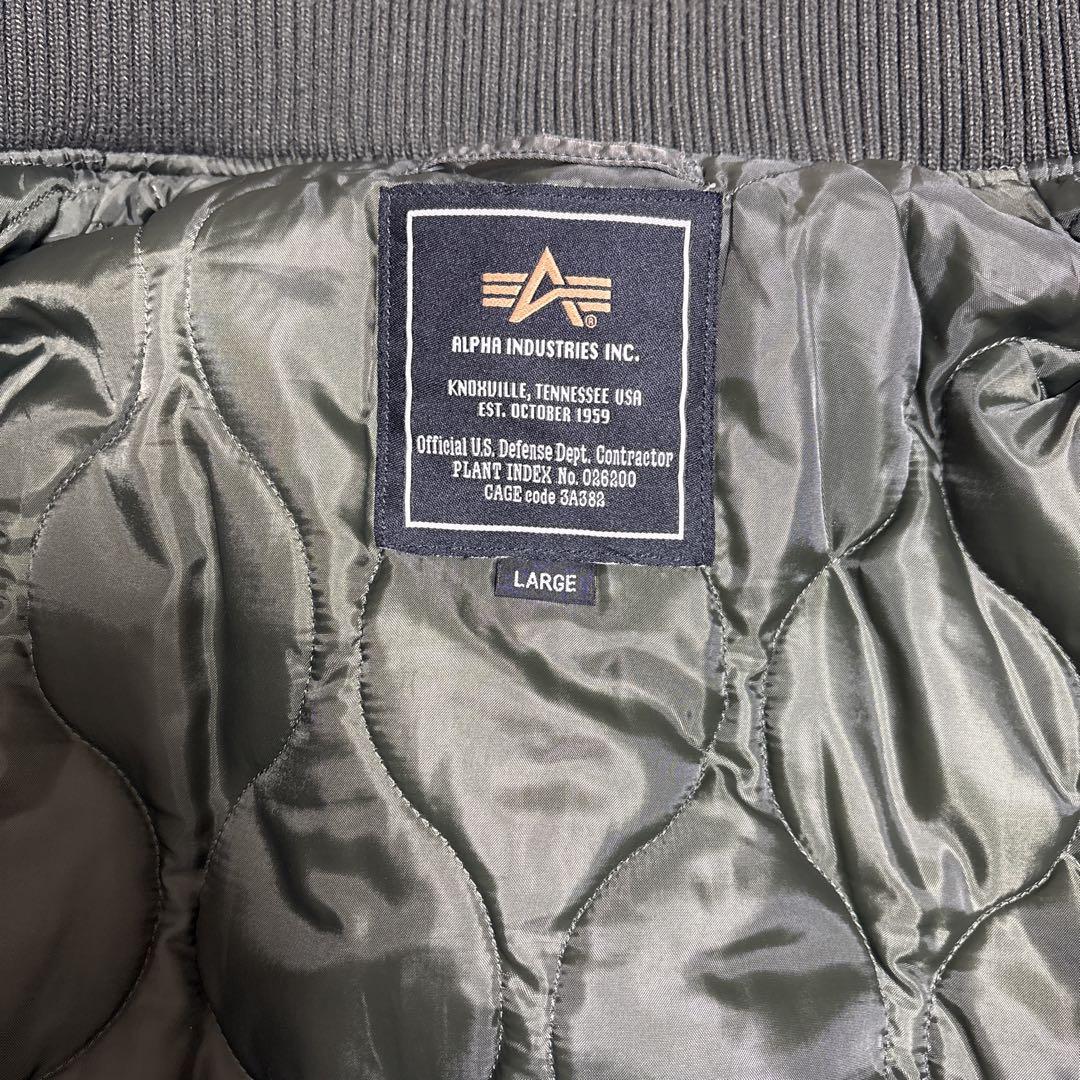 ®
ALPHA INDUSTRIES INC.
KNOXVILLE, TENNESSEE USA
EST. OCTOBER 1959
Official U.S. Defense Dept. Contractor
PLANT INDEX No. 026200
CAGE code 3A382
LARGE